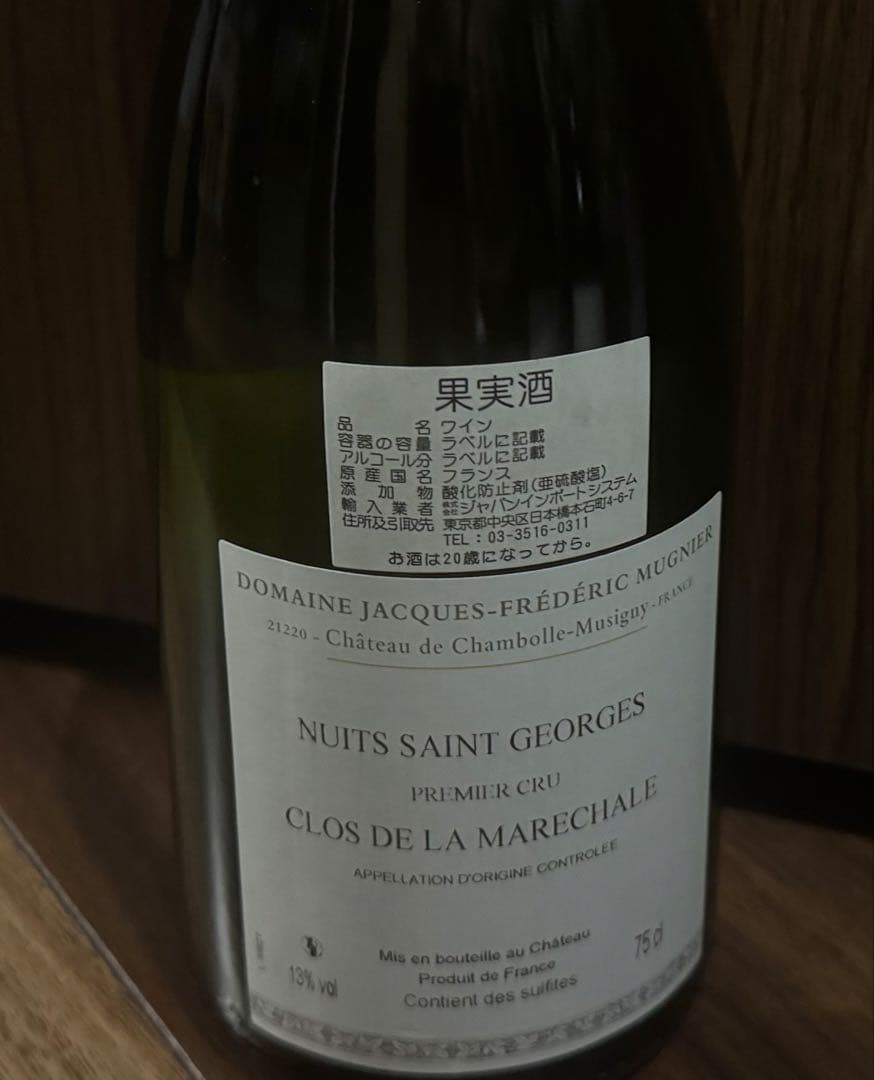 果実酒
品名 ワイン
容器の容量 ラベルに記載
アルコール分 ラベルに記載
原産国名 フランス
添加物 酸化防止剤(亜硫酸塩)
輸入業者 株式会社ジャパンインポートシステム
住所及引取先 東京都中央区日本橋本石町4-6-7
TEL:03-3516-0311
お酒は20歳になってから。
DOMAINE JACQUES-FRÉDÉRIC MUGNIER
21220 - Château de Chambolle-Musigny - FRANCE
NUITS SAINT GEORGES
PREMIER CRU
CLOS DE LA MARECHALE
APPELLATION D'ORIGINE CONTROLEE
Mis en bouteille au Château
75 cl
13% vol
Produit de France
Contient des sulfites